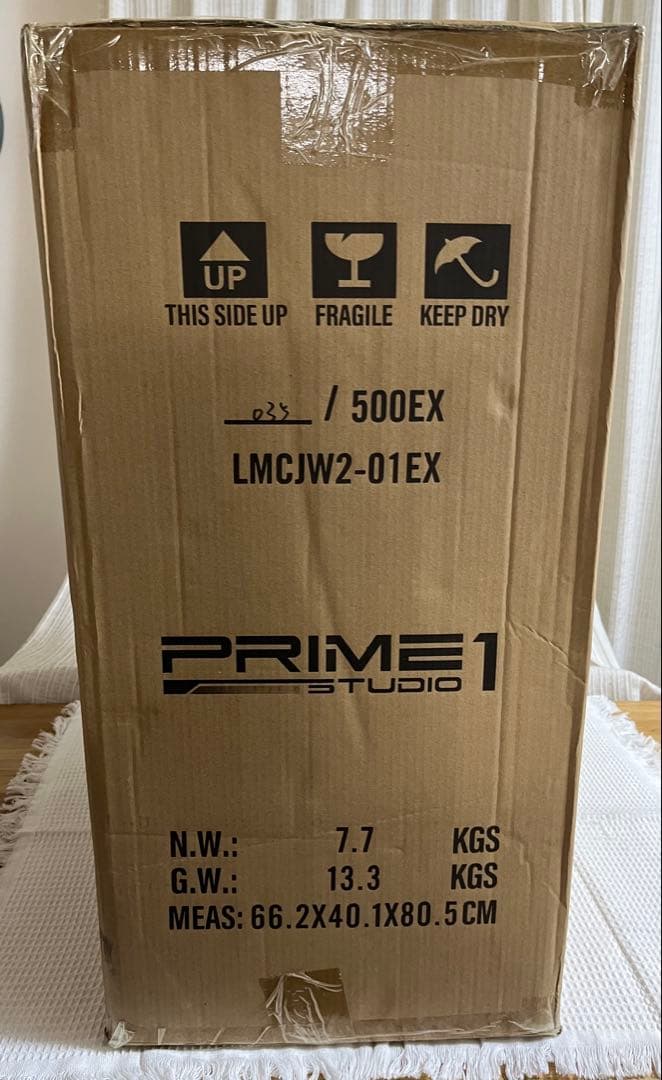 UP
THIS SIDE UP FRAGILE KEEP DRY
035 / 500EX
LMCJW2-01EX
PRIME 1
STUDIO
N.W.: 7.7 KGS
G.W.: 13.3 KGS
MEAS: 66.2X40.1X80.5CM